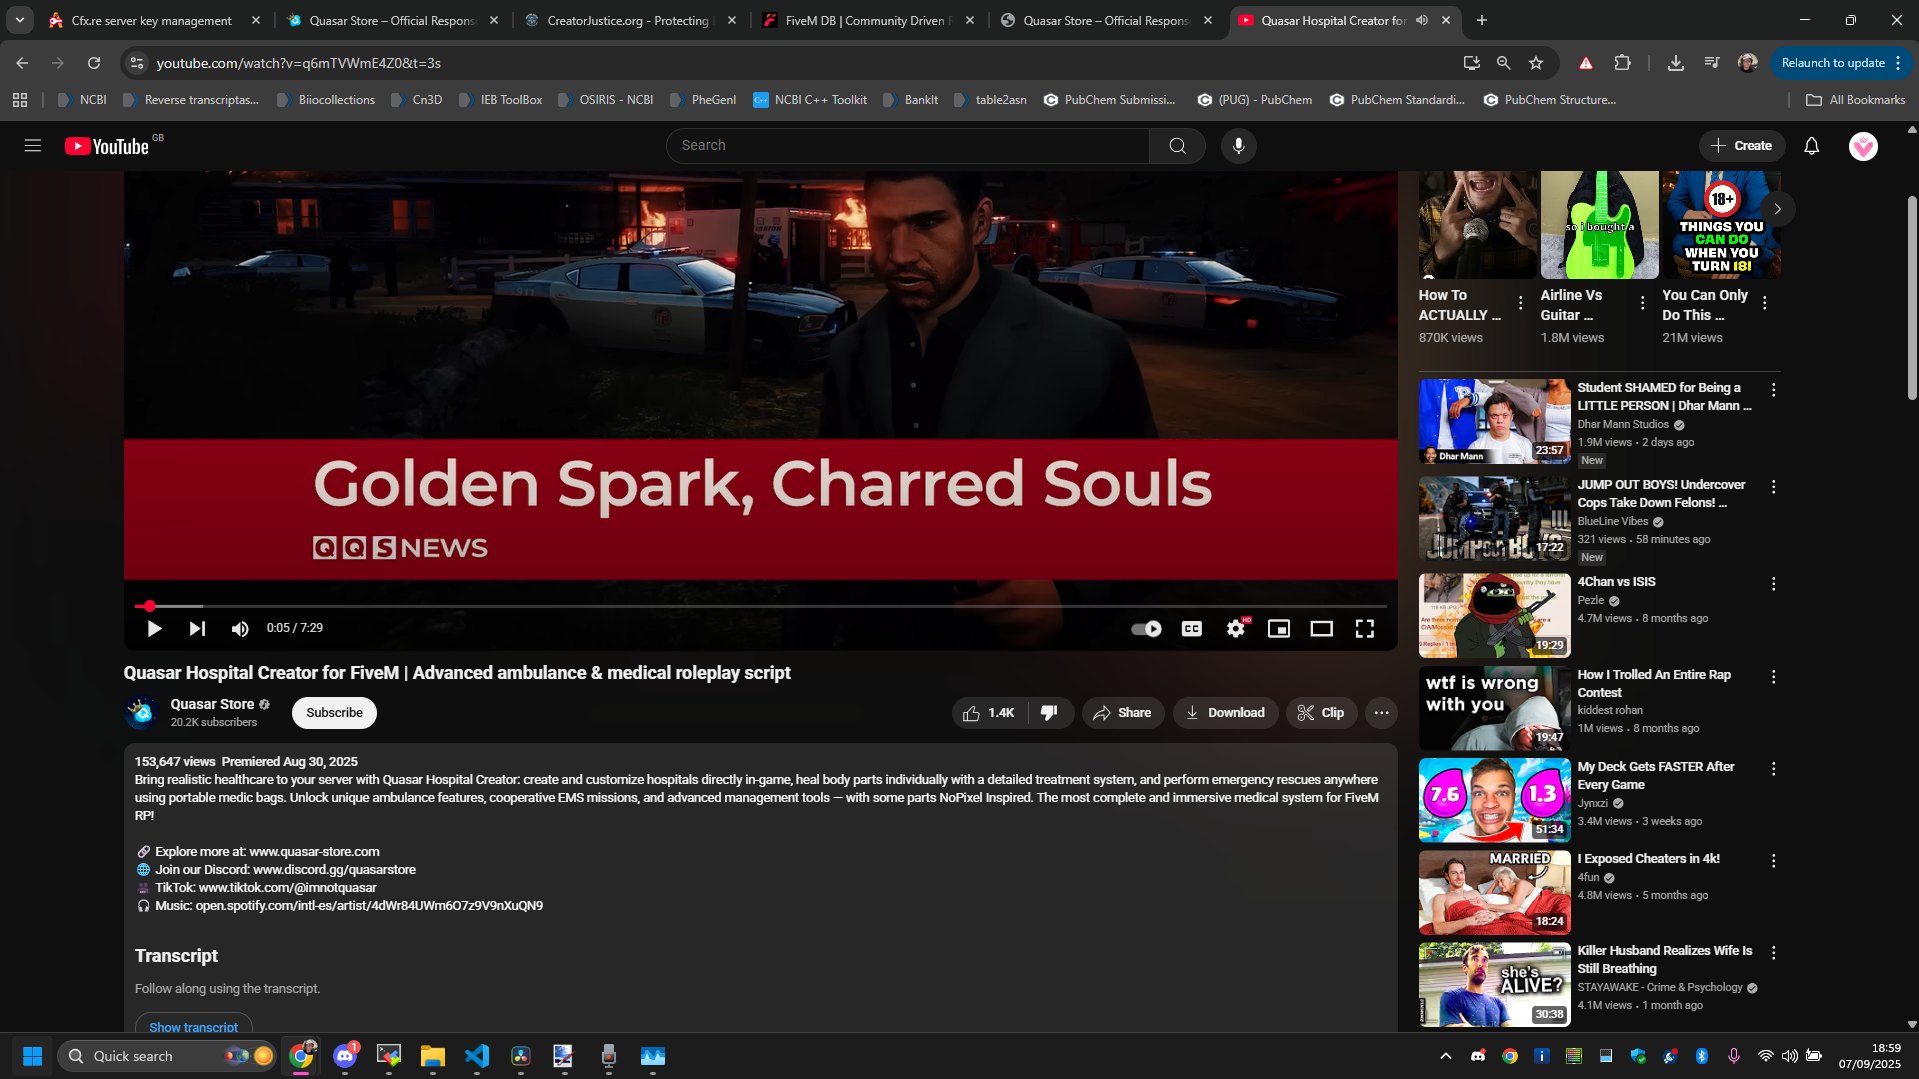 Cfx.re server key management
Quasar Store – Official Respons
CreatorJustice.org - Protecting
FiveM DB | Community Driven F
Quasar Store – Official Respons
Quasar Hospital Creator for
youtube.com/watch?v=q6mTVWmE4Z0&t=3s
Relaunch to update
NCBI
Reverse transcriptas...
Biiocollections
Cn3D
IEB ToolBox
OSIRIS - NCBI
PheGenI
NCBI C++ Toolkit
BankIt
table2asn
PubChem Submissi...
(PUG) - PubChem
PubChem Standardi...
PubChem Structure...
All Bookmarks
YouTube GB
Search
Create
Golden Spark, Charred Souls
QQS NEWS
0:05 / 7:29
CC
HD
Quasar Hospital Creator for FiveM | Advanced ambulance & medical roleplay script
Quasar Store
20.2K subscribers
Subscribe
1.4K
Share
Download
Clip
153,647 views Premiered Aug 30, 2025
Bring realistic healthcare to your server with Quasar Hospital Creator: create and customize hospitals directly in-game, heal body parts individually with a detailed treatment system, and perform emergency rescues anywhere
using portable medic bags. Unlock unique ambulance features, cooperative EMS missions, and advanced management tools — with some parts NoPixel Inspired. The most complete and immersive medical system for FiveM
RP!
🔗 Explore more at: www.quasar-store.com
🌐 Join our Discord: www.discord.gg/quasarstore
🎥 TikTok: www.tiktok.com/@imnotquasar
🎧 Music: open.spotify.com/intl-es/artist/4dWr84UWm6O7z9V9nXuQN9
Transcript
Follow along using the transcript.
Show transcript
so i bought a
18+
THINGS YOU
CAN DO
WHEN YOU
TURN 18!
How To
ACTUALLY ...
870K views
Airline Vs
Guitar ...
1.8M views
You Can Only
Do This ...
21M views
Dhar Mann
23:57
Student SHAMED for Being a
LITTLE PERSON | Dhar Mann ...
Dhar Mann Studios
1.9M views • 2 days ago
New
JUMP OUT BOYS
17:22
JUMP OUT BOYS! Undercover
Cops Take Down Felons! ...
BlueLine Vibes
321 views • 58 minutes ago
New
19:29
4Chan vs ISIS
Pezle
4.7M views • 8 months ago
wtf is wrong
with you
19:47
How I Trolled An Entire Rap
Contest
kiddest rohan
1M views • 8 months ago
7.6
1.3
51:34
My Deck Gets FASTER After
Every Game
Jynxzi
3.4M views • 3 weeks ago
MARRIED
18:24
I Exposed Cheaters in 4k!
4fun
4.8M views • 5 months ago
she's
ALIVE?
30:38
Killer Husband Realizes Wife Is
Still Breathing
STAYAWAKE - Crime & Psychology
4.1M views • 1 month ago
Quick search
1
18:59
07/09/2025